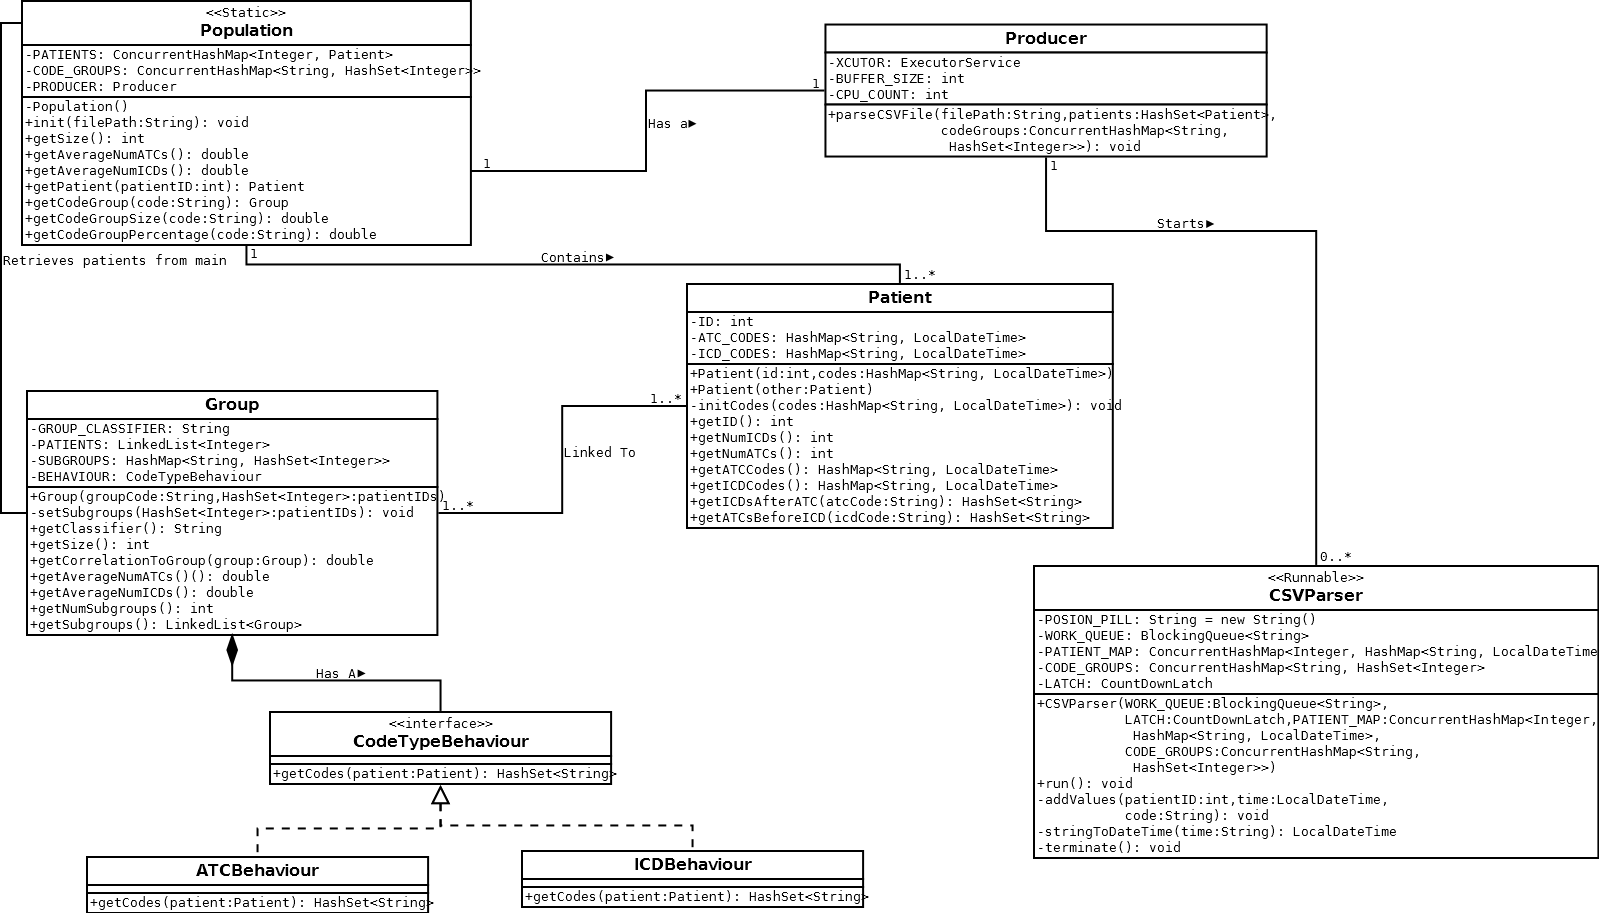 <<Static>>
Population
-PATIENTS: ConcurrentHashMap<Integer, Patient>
-CODE_GROUPS: ConcurrentHashMap<String, HashSet<Integer>>
-PRODUCER: Producer
-Population()
+init(filePath:String): void
+getSize(): int
+getAverageNumATCs(): double
+getAverageNumICDs(): double
+getPatient(patientID:int): Patient
+getCodeGroup(code:String): Group
+getCodeGroupSize(code:String): double
+getCodeGroupPercentage(code:String): double
1
Has a►
1
Producer
-XCUTOR: ExecutorService
-BUFFER_SIZE: int
-CPU_COUNT: int
+parseCSVFile(filePath:String,patients:HashSet<Patient>,
codeGroups:ConcurrentHashMap<String,
HashSet<Integer>>): void
1
Starts►
0..*
Retrieves patients from main
1
Contains►
1..*
Patient
-ID: int
-ATC_CODES: HashMap<String, LocalDateTime>
-ICD_CODES: HashMap<String, LocalDateTime>
+Patient(id:int,codes:HashMap<String, LocalDateTime>)
+Patient(other:Patient)
-initCodes(codes:HashMap<String, LocalDateTime>): void
+getID(): int
+getNumICDs(): int
+getNumATCs(): int
+getATCCodes(): HashMap<String, LocalDateTime>
+getICDCodes(): HashMap<String, LocalDateTime>
+getICDsAfterATC(atcCode:String): HashSet<String>
+getATCsBeforeICD(icdCode:String): HashSet<String>
1..*
Linked To
1..*
Group
-GROUP_CLASSIFIER: String
-PATIENTS: LinkedList<Integer>
-SUBGROUPS: HashMap<String, HashSet<Integer>>
-BEHAVIOUR: CodeTypeBehaviour
+Group(groupCode:String,HashSet<Integer>:patientIDs)
-setSubgroups(HashSet<Integer>:patientIDs): void
+getClassifier(): String
+getSize(): int
+getCorrelationToGroup(group:Group): double
+getAverageNumATCs()(): double
+getAverageNumICDs(): double
+getNumSubgroups(): int
+getSubgroups(): LinkedList<Group>
Has A►
<<interface>>
CodeTypeBehaviour
+getCodes(patient:Patient): HashSet<String>
ATCBehaviour
+getCodes(patient:Patient): HashSet<String>
ICDBehaviour
+getCodes(patient:Patient): HashSet<String>
<<Runnable>>
CSVParser
-POSION_PILL: String = new String()
-WORK_QUEUE: BlockingQueue<String>
-PATIENT_MAP: ConcurrentHashMap<Integer, HashMap<String, LocalDateTime
-CODE_GROUPS: ConcurrentHashMap<String, HashSet<Integer>
-LATCH: CountDownLatch
+CSVParser(WORK_QUEUE:BlockingQueue<String>,
LATCH:CountDownLatch,PATIENT_MAP:ConcurrentHashMap<Integer,
HashMap<String, LocalDateTime>,
CODE_GROUPS:ConcurrentHashMap<String,
HashSet<Integer>>)
+run(): void
-addValues(patientID:int,time:LocalDateTime,
code:String): void
-stringToDateTime(time:String): LocalDateTime
-terminate(): void